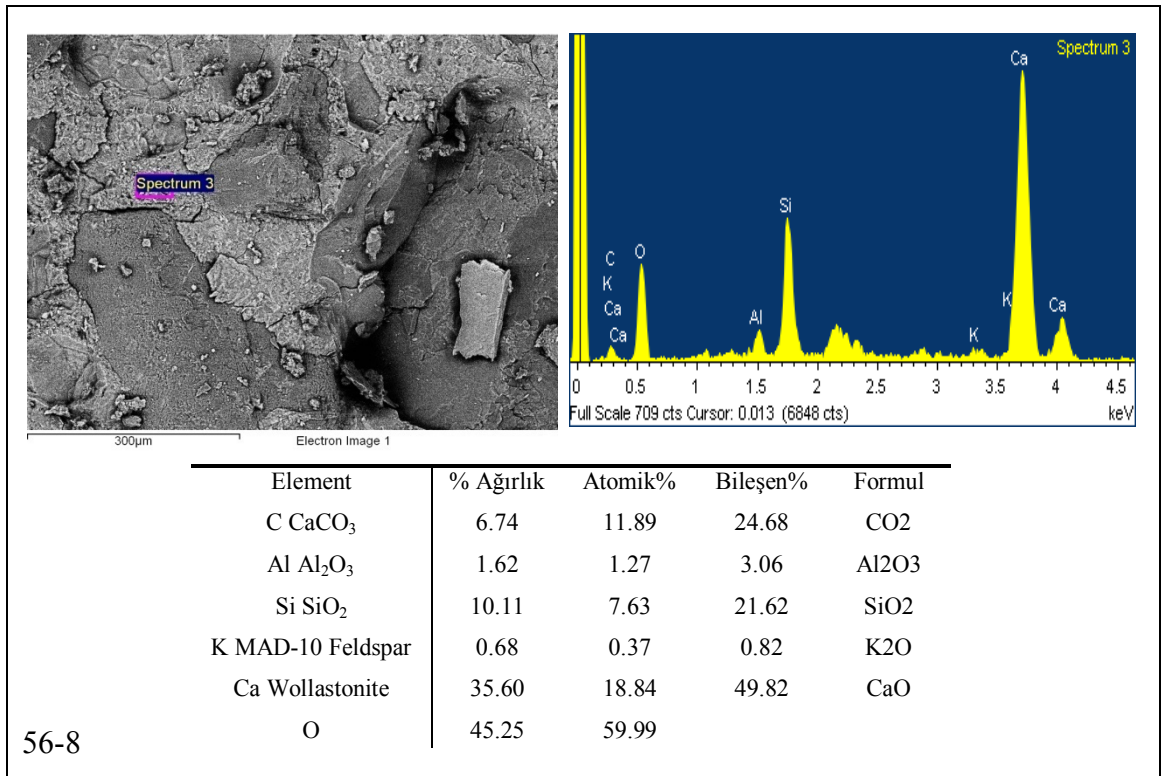 Spectrum 3
300µm Electron Image 1
Spectrum 3
Ca
Si
C O
K
Ca
Ca Al K K Ca
0 0.5 1 1.5 2 2.5 3 3.5 4 4.5
Full Scale 709 cts Cursor: 0.013 (6848 cts) keV
Element % Ağırlık Atomik% Bileşen% Formul
C CaCO₃ 6.74 11.89 24.68 CO2
Al Al₂O₃ 1.62 1.27 3.06 Al2O3
Si SiO₂ 10.11 7.63 21.62 SiO2
K MAD-10 Feldspar 0.68 0.37 0.82 K2O
Ca Wollastonite 35.60 18.84 49.82 CaO
O 45.25 59.99
56-8